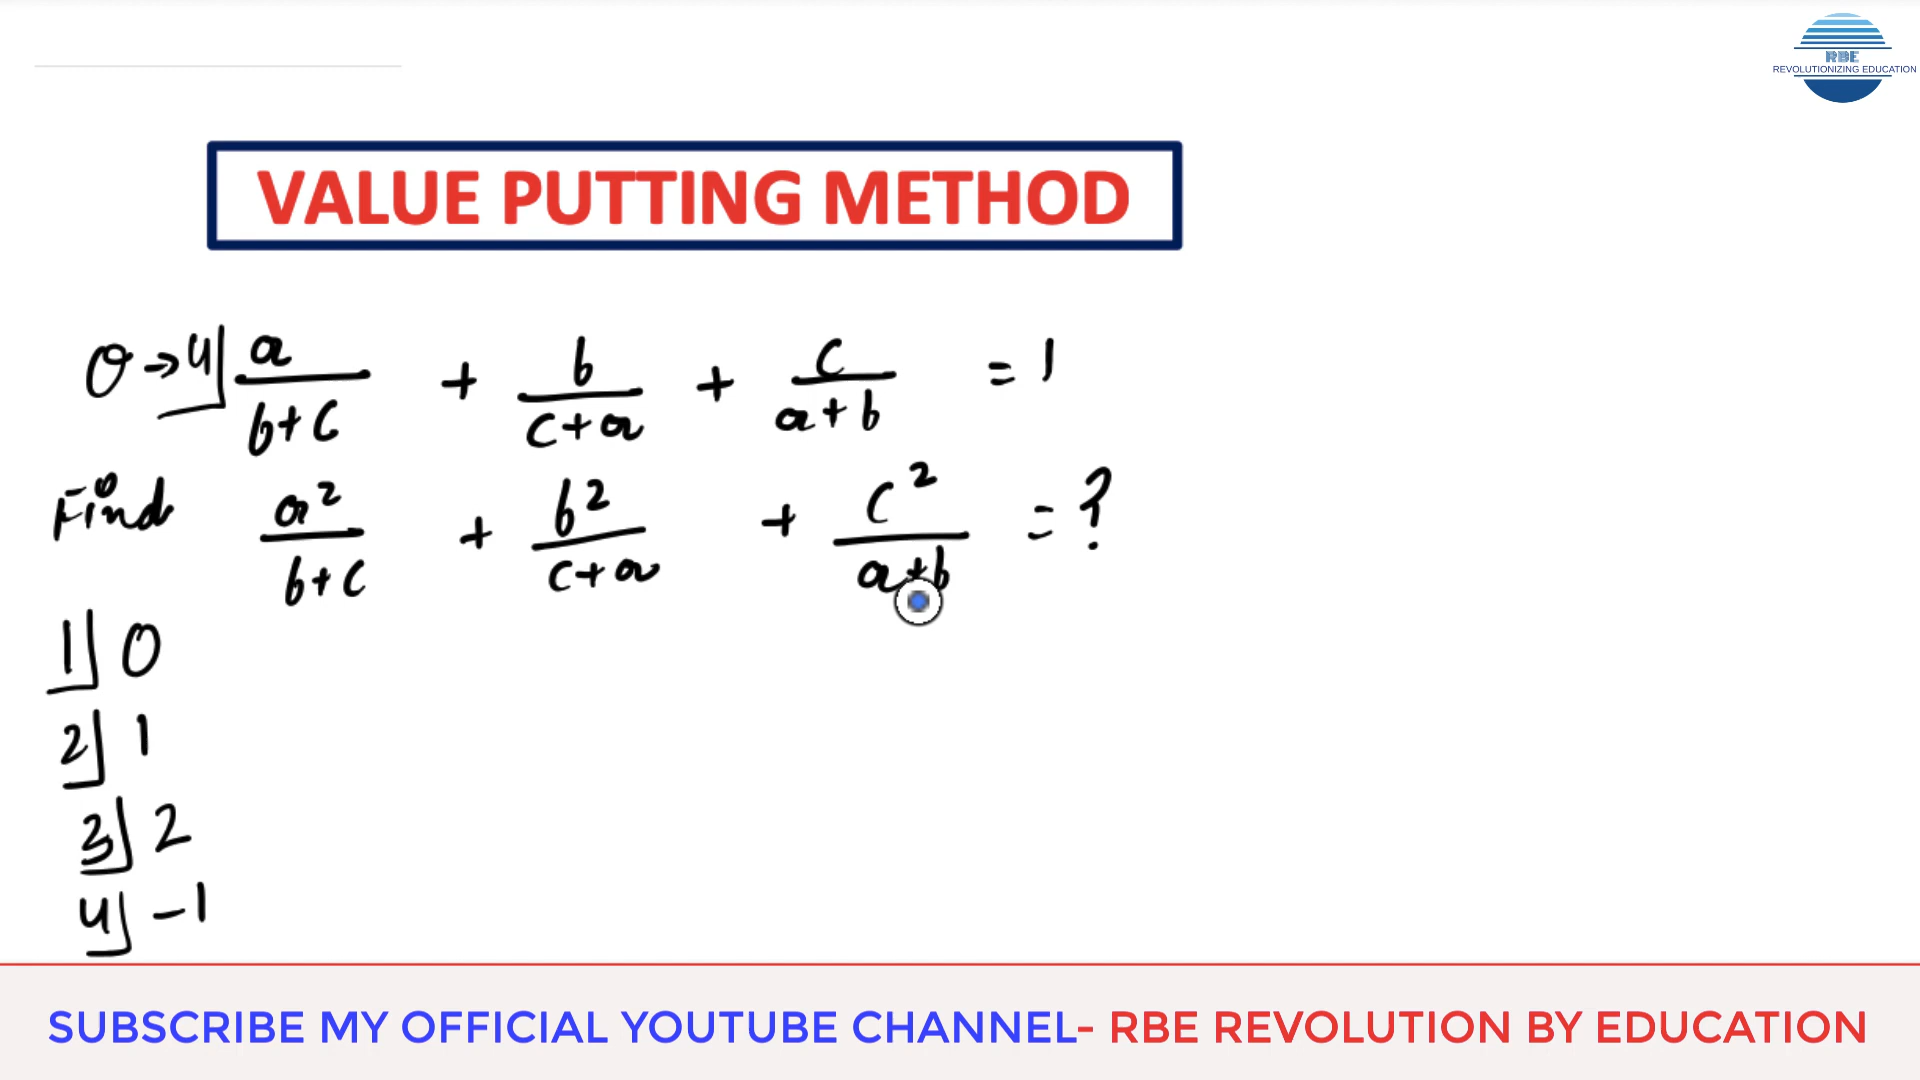 RBE
REVOLUTIONIZING EDUCATION
VALUE PUTTING METHOD
Q→4] a/(b+c) + b/(c+a) + c/(a+b) = 1
Find a²/(b+c) + b²/(c+a) + c²/(a+b) = ?
1] 0
2] 1
3] 2
4] -1
SUBSCRIBE MY OFFICIAL YOUTUBE CHANNEL- RBE REVOLUTION BY EDUCATION